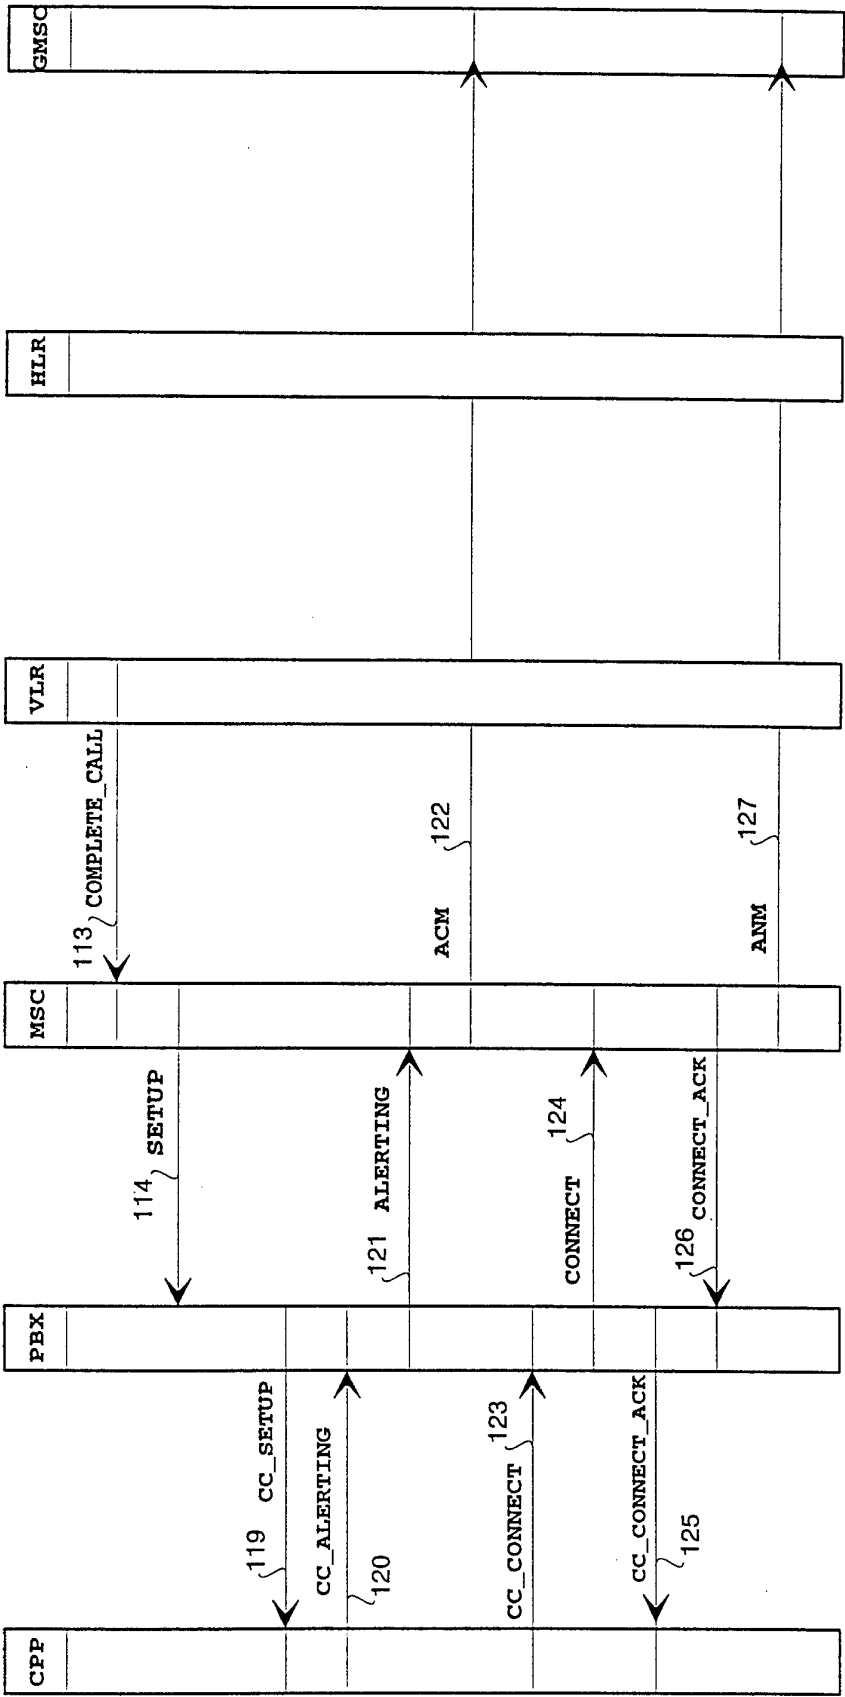 CPP
PBX
MSC
VLR
HLR
GMSC
113 COMPLETE_CALL
114 SETUP
119 CC_SETUP
CC_ALERTING
120
121 ALERTING
ACM 122
CC_CONNECT 123
CONNECT 124
CC_CONNECT_ACK
125
126 CONNECT_ACK
ANM 127